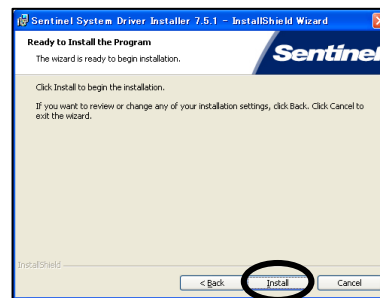 Sentinel System Driver Installer 7.5.1 - InstallShield Wizard
Ready to Install the Program
The wizard is ready to begin installation.
Sentinel
Click Install to begin the installation.
If you want to review or change any of your installation settings, click Back. Click Cancel to
exit the wizard.
InstallShield
< Back Install Cancel